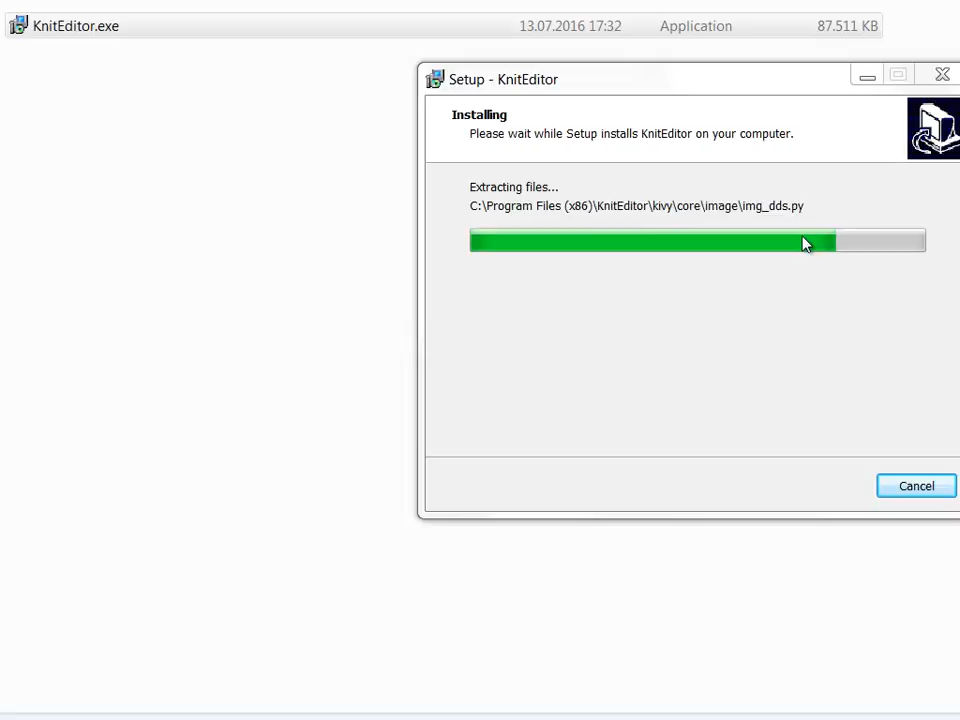 KnitEditor.exe 13.07.2016 17:32 Application 87.511 KB
Setup - KnitEditor
Installing
Please wait while Setup installs KnitEditor on your computer.
Extracting files...
C:\Program Files (x86)\KnitEditor\kivy\core\image\img_dds.py
Cancel